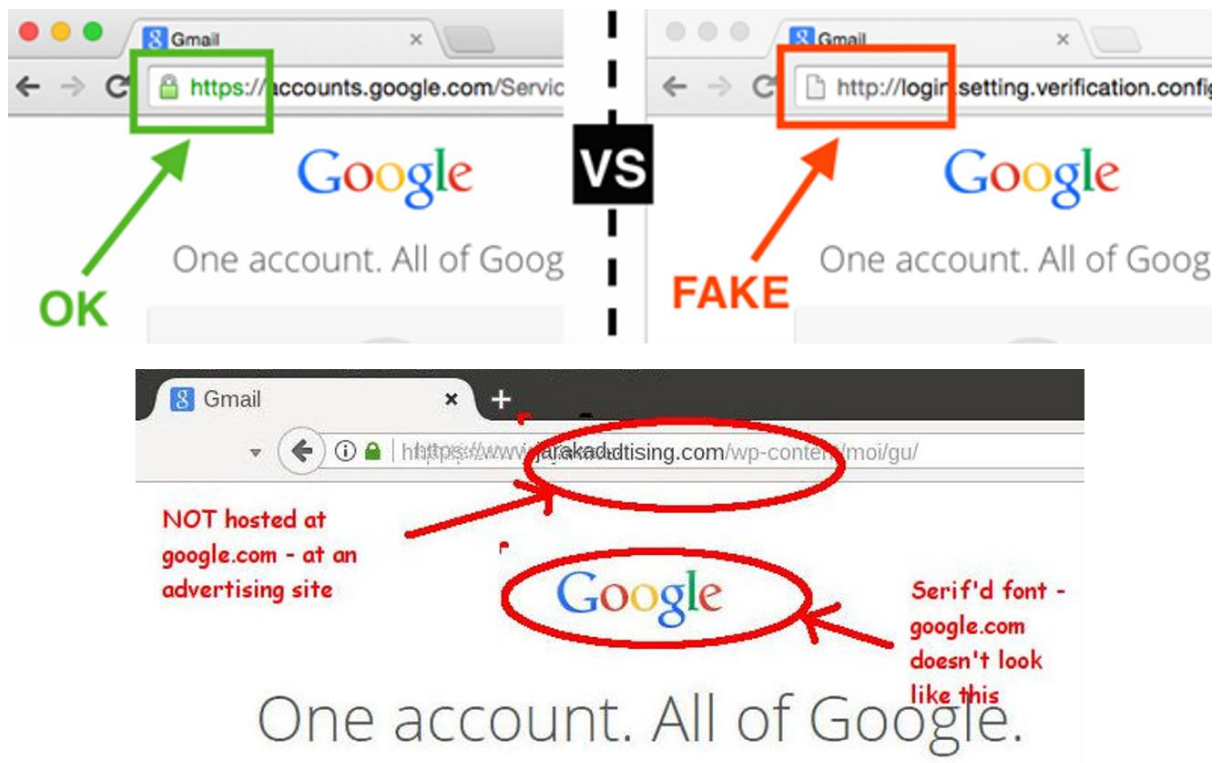 Gmail
https://accounts.google.com/Servic
Google
One account. All of Goog
OK
VS
Gmail
http://login.setting.verification.config
Google
One account. All of Goog
FAKE
Gmail
dtising.com/wp-content/moi/gu/
NOT hosted at
google.com - at an
advertising site
Google
Serif'd font -
google.com
doesn't look
like this
One account. All of Google.